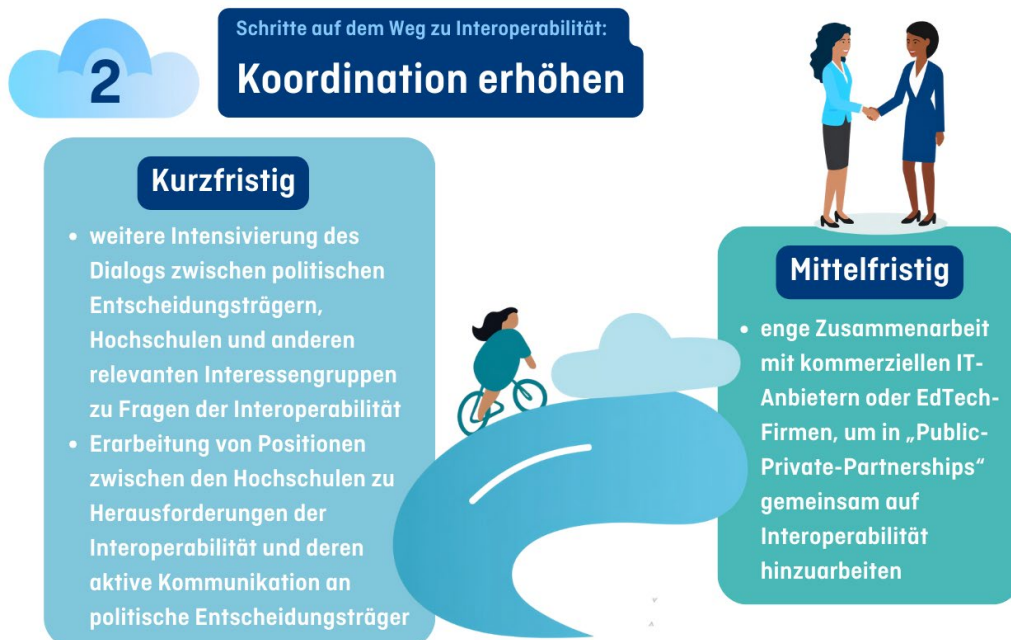 2
Schritte auf dem Weg zu Interoperabilität:
Koordination erhöhen
Kurzfristig
• weitere Intensivierung des
Dialogs zwischen politischen
Entscheidungsträgern,
Hochschulen und anderen
relevanten Interessengruppen
zu Fragen der Interoperabilität
• Erarbeitung von Positionen
zwischen den Hochschulen zu
Herausforderungen der
Interoperabilität und deren
aktive Kommunikation an
politische Entscheidungsträger
Mittelfristig
• enge Zusammenarbeit
mit kommerziellen IT-
Anbietern oder EdTech-
Firmen, um in „Public-
Private-Partnerships“
gemeinsam auf
Interoperabilität
hinzuarbeiten